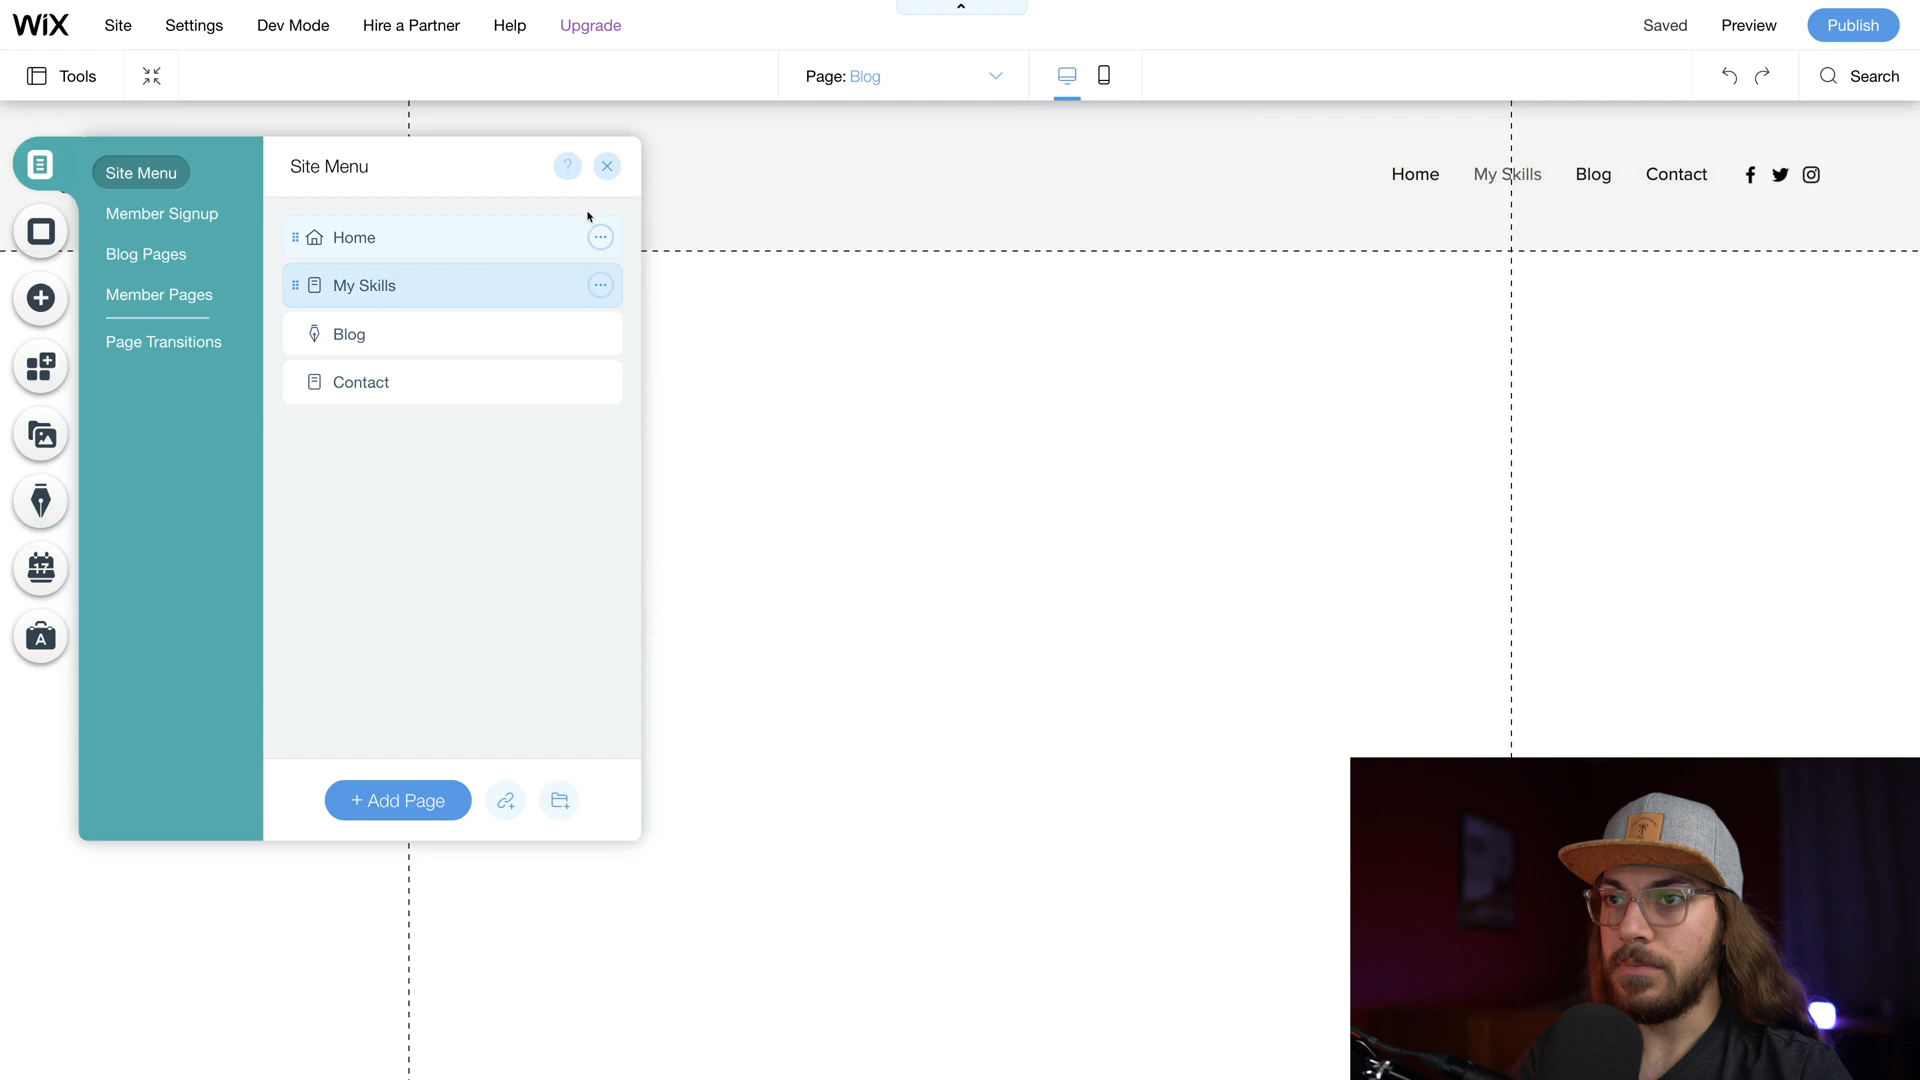 WiX Site Settings Dev Mode Hire a Partner Help Upgrade Saved Preview Publish
Tools Page: Blog Search
Site Menu
Member Signup
Blog Pages
Member Pages
Page Transitions
Site Menu ?
Home
My Skills
Blog
Contact
+ Add Page
Home My Skills Blog Contact
17
A